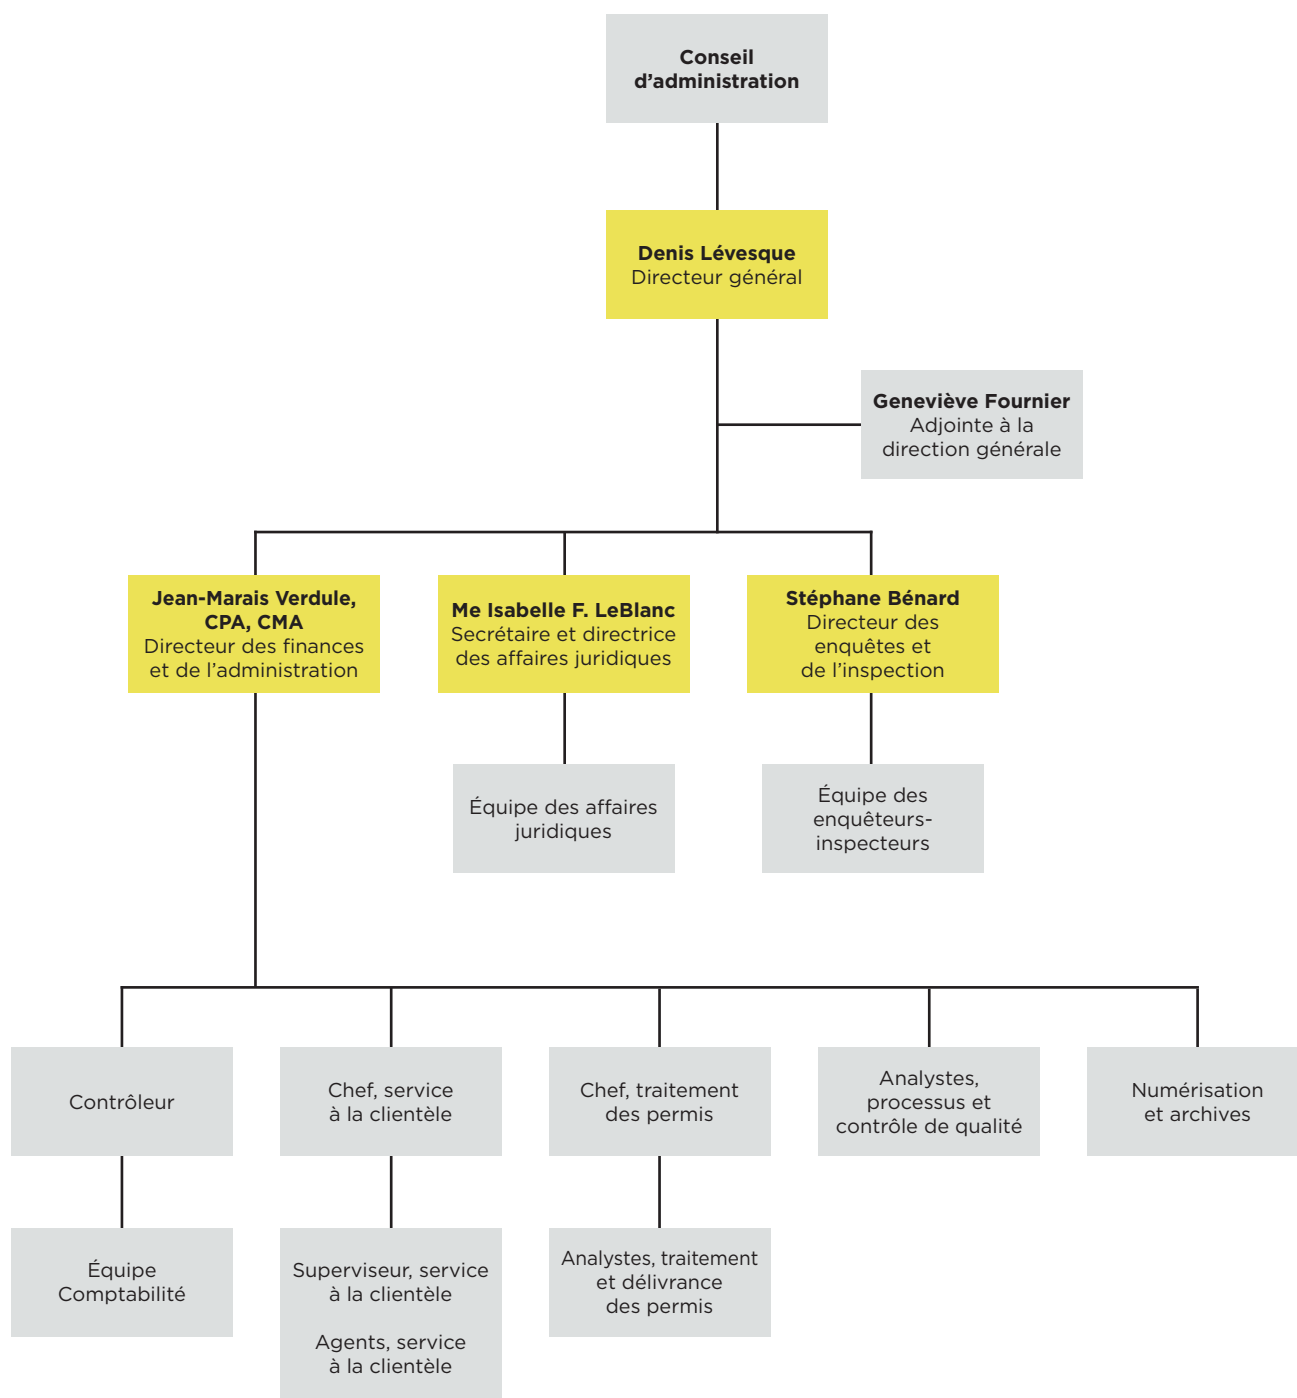 Conseil
d’administration
Denis Lévesque
Directeur général
Geneviève Fournier
Adjointe à la
direction générale
Jean-Marais Verdule,
CPA, CMA
Directeur des finances
et de l’administration
Me Isabelle F. LeBlanc
Secrétaire et directrice
des affaires juridiques
Stéphane Bénard
Directeur des
enquêtes et
de l’inspection
Équipe des affaires
juridiques
Équipe des
enquêteurs-
inspecteurs
Contrôleur
Chef, service
à la clientèle
Chef, traitement
des permis
Analystes,
processus et
contrôle de qualité
Numérisation
et archives
Équipe
Comptabilité
Superviseur, service
à la clientèle
Agents, service
à la clientèle
Analystes, traitement
et délivrance
des permis